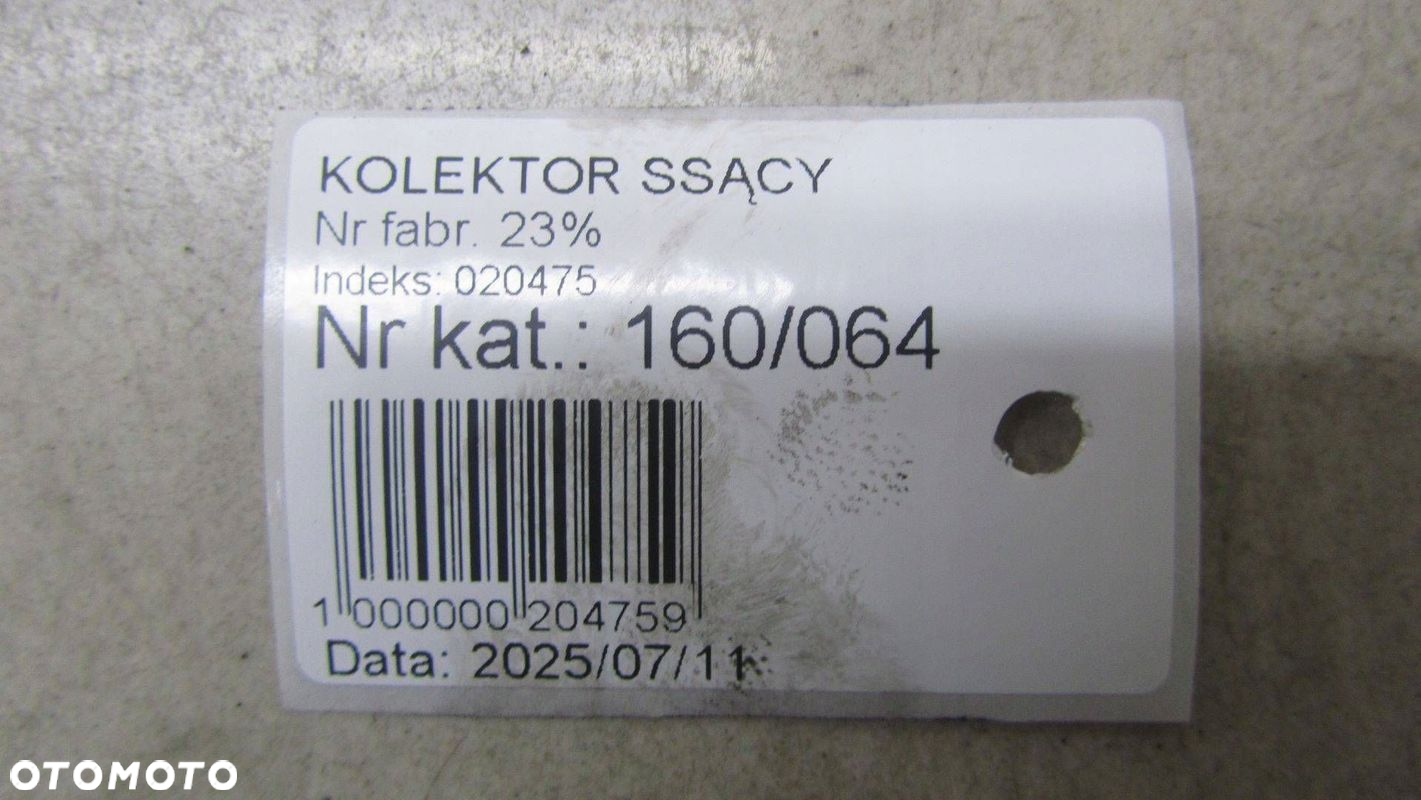 KOLEKTOR SSĄCY
Nr fabr. 23%
Indeks: 020475
Nr kat.: 160/064
1 000000 204759
Data: 2025/07/11
OTOMOTO